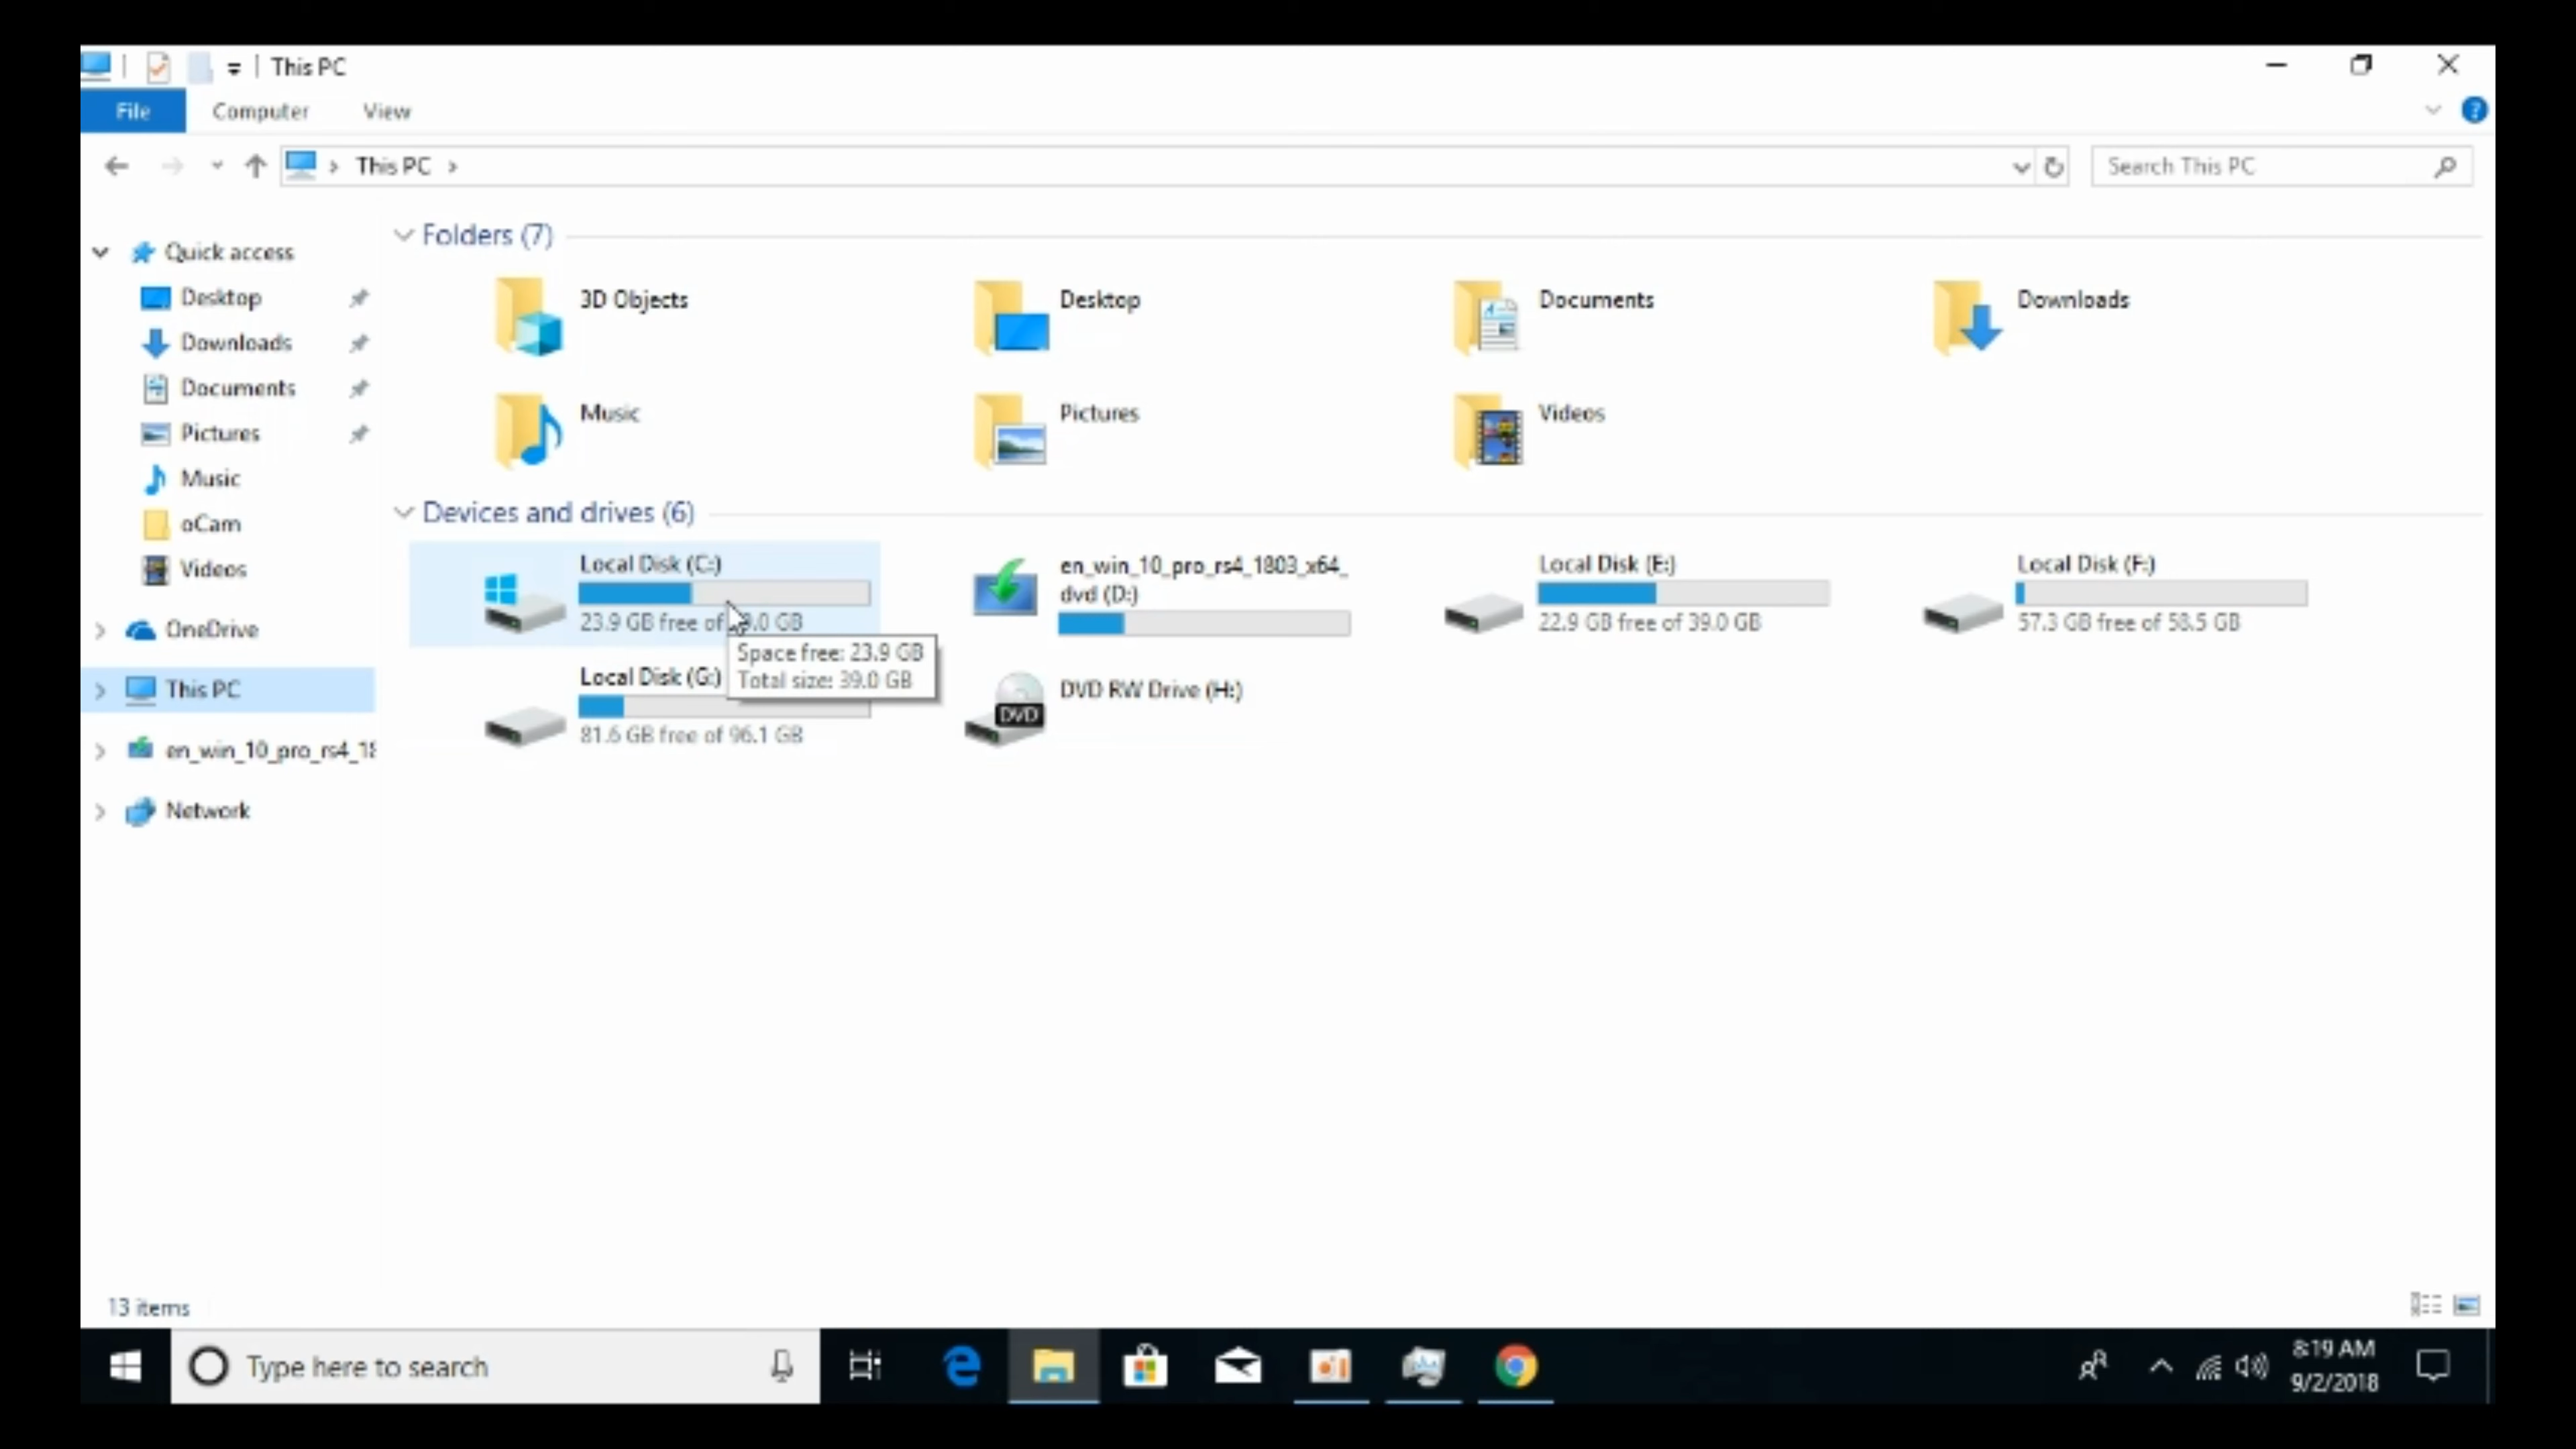 This PC
File Computer View
This PC
Search This PC
Quick access
Desktop
Downloads
Documents
Pictures
Music
oCam
Videos
OneDrive
This PC
en_win_10_pro_rs4_18
Network
Folders (7)
3D Objects
Desktop
Documents
Downloads
Music
Pictures
Videos
Devices and drives (6)
Local Disk (C:)
23.9 GB free of 9.0 GB
Space free: 23.9 GB
Total size: 39.0 GB
en_win_10_pro_rs4_1803_x64_
dvd (D:)
Local Disk (E:)
22.9 GB free of 39.0 GB
Local Disk (F:)
57.3 GB free of 58.5 GB
Local Disk (G:)
81.6 GB free of 96.1 GB
DVD
DVD RW Drive (H:)
13 items
Type here to search
8:19 AM
9/2/2018